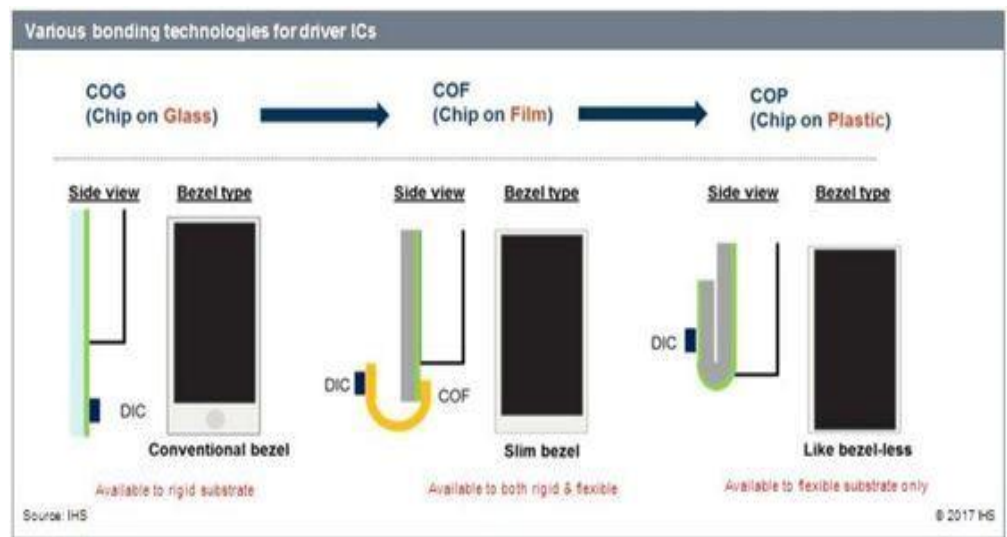 Various bonding technologies for driver ICs
COG
(Chip on Glass)
COF
(Chip on Film)
COP
(Chip on Plastic)
Side view
Bezel type
Side view
Bezel type
Side view
Bezel type
DIC
Conventional bezel
DIC
COF
Slim bezel
DIC
Like bezel-less
Available to rigid substrate
Available to both rigid & flexible
Available to flexible substrate only
Source: IHS
© 2017 IHS